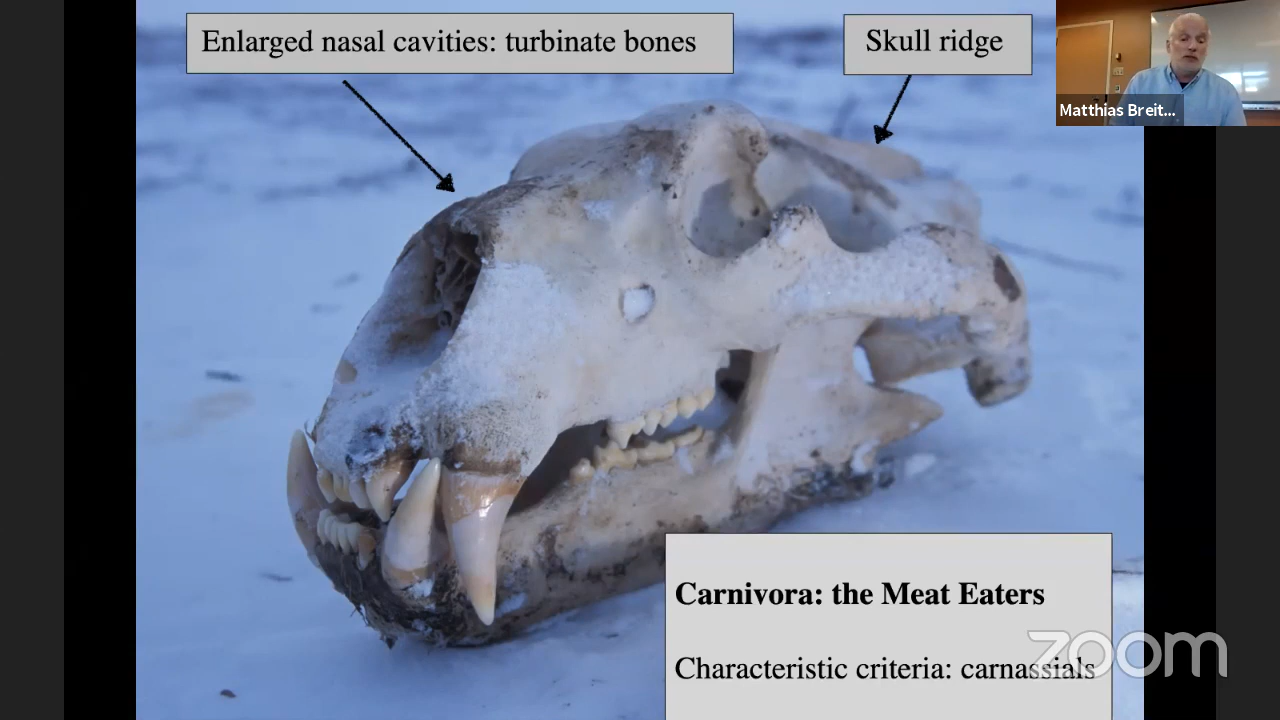 Enlarged nasal cavities: turbinate bones
Skull ridge
Matthias Breit...
Carnivora: the Meat Eaters
Characteristic criteria: carnassials
zoom